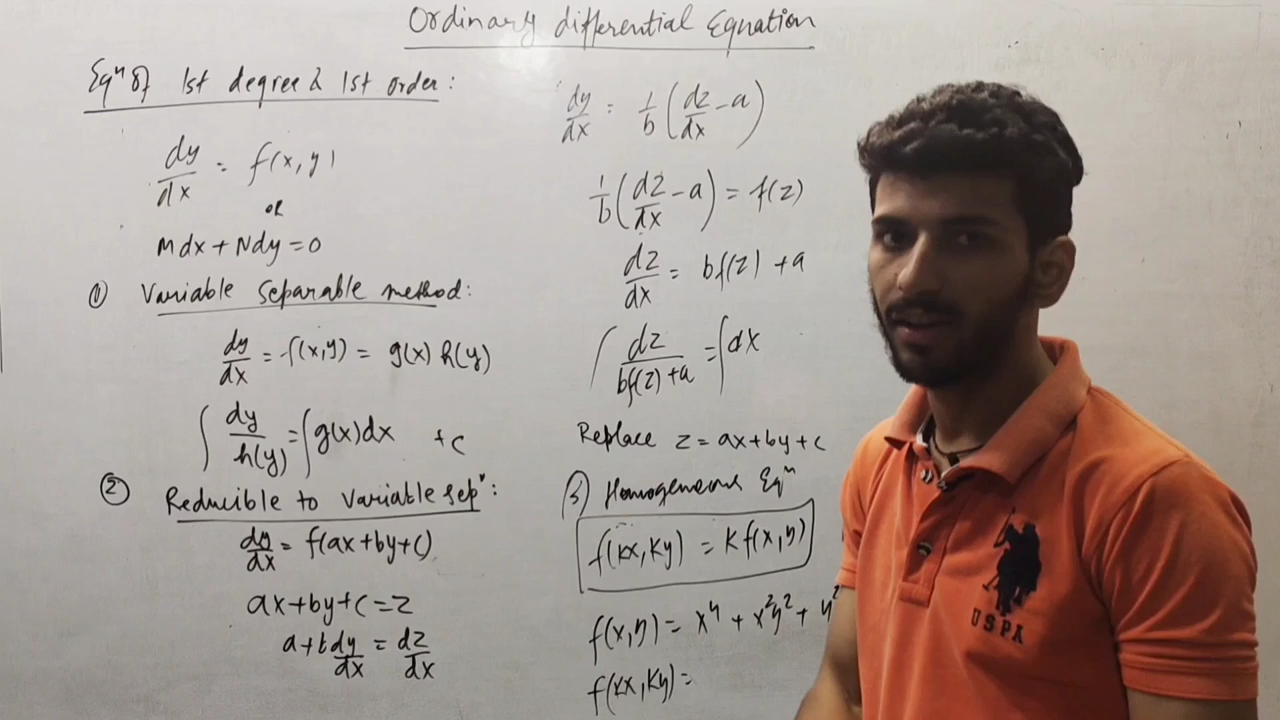 Ordinary differential Equation
Eqⁿ of 1st degree & 1st order:
dy/dx = f(x,y)
OR
Mdx + Ndy = 0
① Variable Separable method:
dy/dx = f(x,y) = g(x) h(y)
∫ dy/h(y) = ∫ g(x)dx + c
② Reducible to variable sepʳ:
dy/dx = f(ax+by+c)
ax+by+c = z
a+b dy/dx = dz/dx
dy/dx = 1/b (dz/dx - a)
1/b (dz/dx - a) = f(z)
dz/dx = bf(z) + a
∫ dz/bf(z)+a = ∫ dx
Replace z = ax+by+c
③ Homogeneous Eqⁿ
f(kx, ky) = k f(x,y)
f(x,y) = x⁴ + x²y² + y²
f(kx, ky) =
USPA